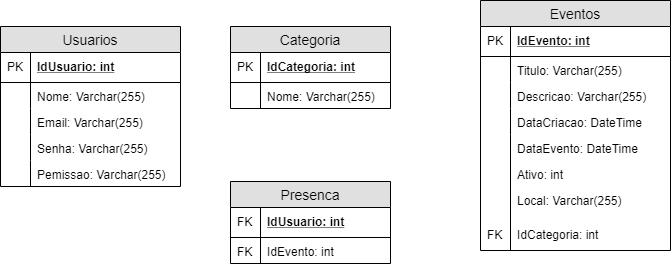 Usuarios
PK IdUsuario: int
Nome: Varchar(255)
Email: Varchar(255)
Senha: Varchar(255)
Pemissao: Varchar(255)
Categoria
PK IdCategoria: int
Nome: Varchar(255)
Presenca
FK IdUsuario: int
FK IdEvento: int
Eventos
PK IdEvento: int
Titulo: Varchar(255)
Descricao: Varchar(255)
DataCriacao: DateTime
DataEvento: DateTime
Ativo: int
Local: Varchar(255)
FK IdCategoria: int